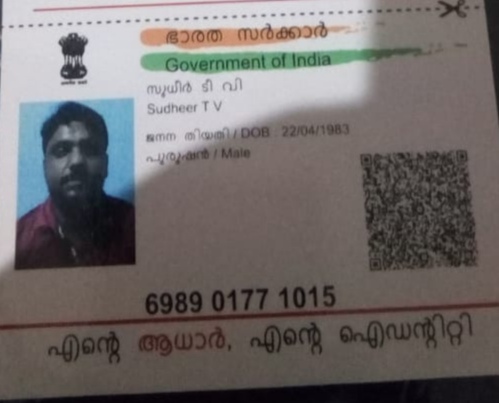 ഭാരത സർക്കാർ
Government of India
സുധീർ ടി വി
Sudheer T V
ജനന തിയതി / DOB : 22/04/1983
പുരുഷൻ / Male
6989 0177 1015
എന്റെ ആധാർ, എന്റെ ഐഡന്റിറ്റി